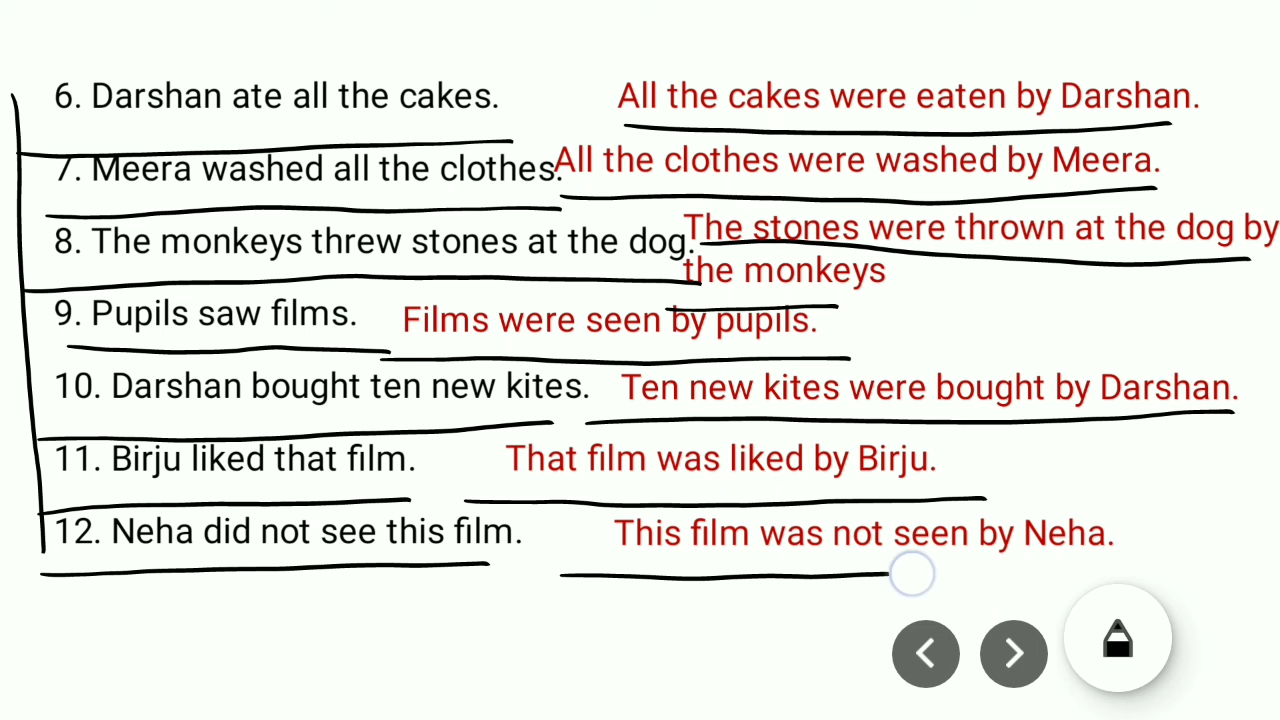 6. Darshan ate all the cakes. All the cakes were eaten by Darshan.
7. Meera washed all the clothes. All the clothes were washed by Meera.
8. The monkeys threw stones at the dog. The stones were thrown at the dog by
the monkeys
9. Pupils saw films. Films were seen by pupils.
10. Darshan bought ten new kites. Ten new kites were bought by Darshan.
11. Birju liked that film. That film was liked by Birju.
12. Neha did not see this film. This film was not seen by Neha.